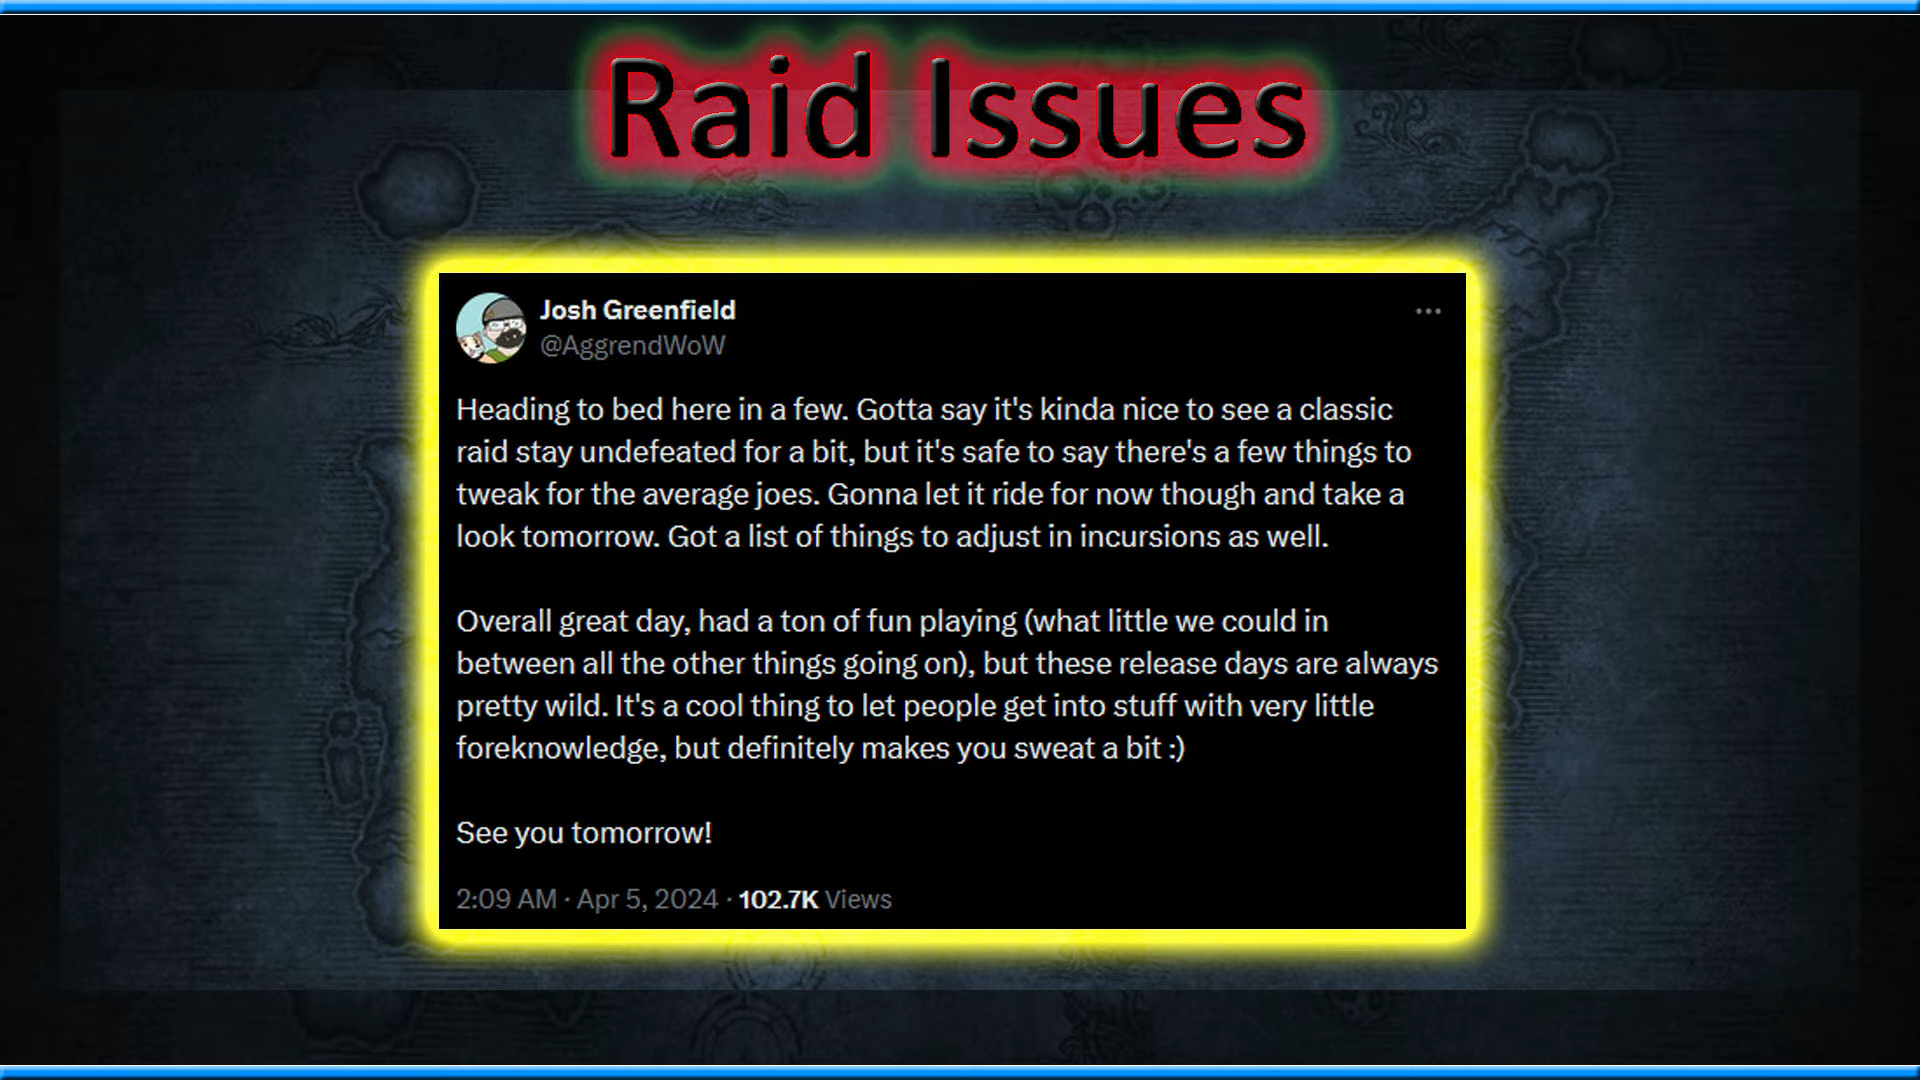 Raid Issues
Josh Greenfield
@AggrendWoW
Heading to bed here in a few. Gotta say it's kinda nice to see a classic
raid stay undefeated for a bit, but it's safe to say there's a few things to
tweak for the average joes. Gonna let it ride for now though and take a
look tomorrow. Got a list of things to adjust in incursions as well.
Overall great day, had a ton of fun playing (what little we could in
between all the other things going on), but these release days are always
pretty wild. It's a cool thing to let people get into stuff with very little
foreknowledge, but definitely makes you sweat a bit :)
See you tomorrow!
2:09 AM · Apr 5, 2024 · 102.7K Views